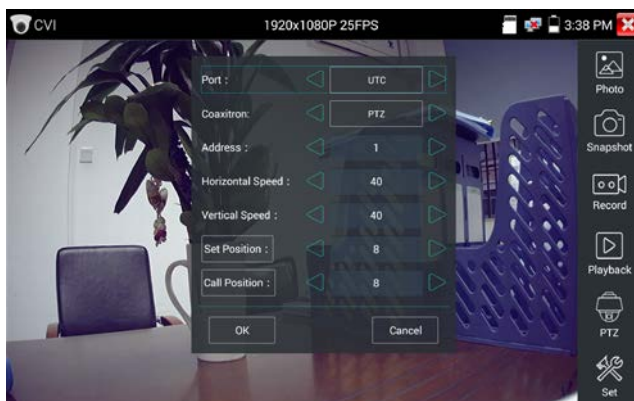 CVI 1920x1080P 25FPS 3:38 PM
Port : UTC
Coaxitron: PTZ
Address : 1
Horizontal Speed : 40
Vertical Speed : 40
Set Position : 8
Call Position : 8
OK Cancel
Photo
Snapshot
Record
Playback
PTZ
Set